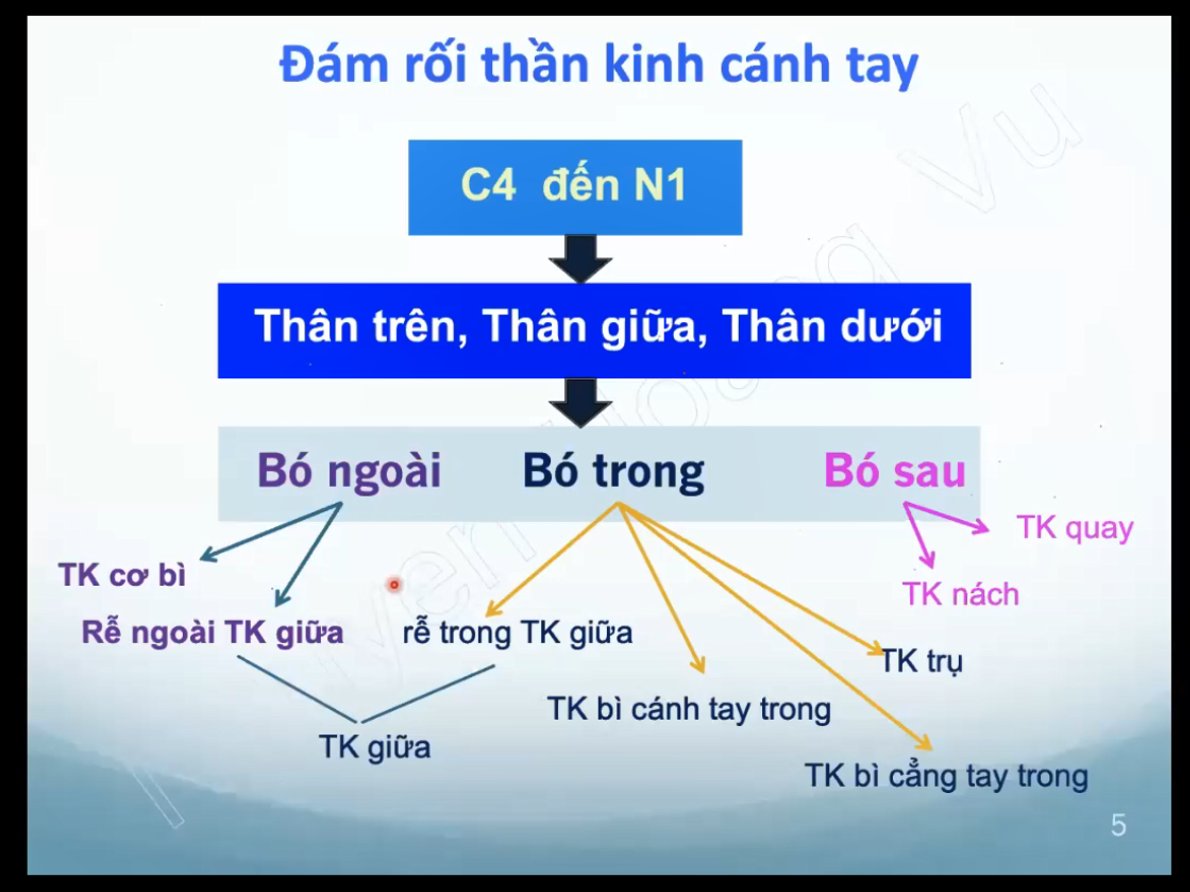 Đám rối thần kinh cánh tay
C4 đến N1
Thân trên, Thân giữa, Thân dưới
Bó ngoài
Bó trong
Bó sau
TK quay
TK cơ bì
TK nách
Rễ ngoài TK giữa
rễ trong TK giữa
TK trụ
TK bì cánh tay trong
TK giữa
TK bì cẳng tay trong
5